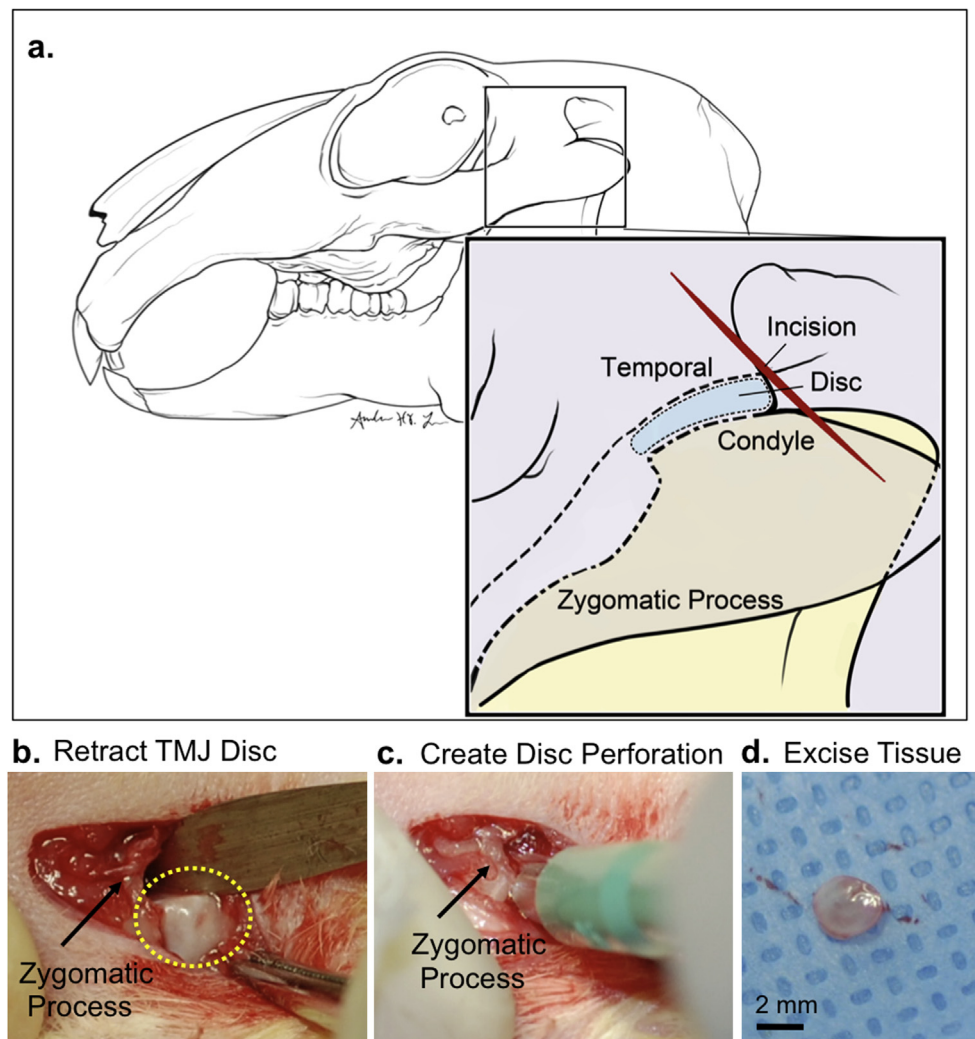 a.
Incision
Temporal
Disc
Condyle
Zygomatic Process
b. Retract TMJ Disc
c. Create Disc Perforation
d. Excise Tissue
Zygomatic
Process
Zygomatic
Process
2 mm